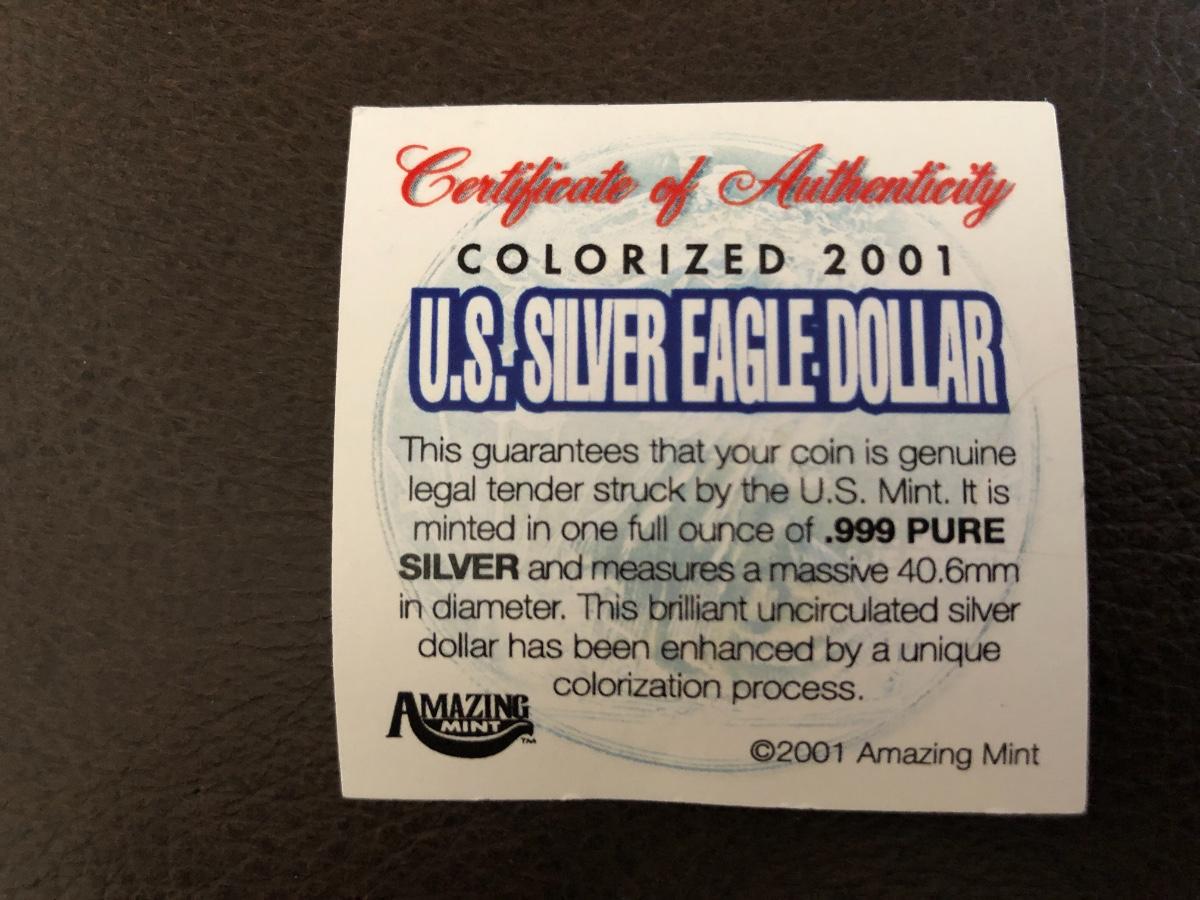 Certificate of Authenticity
COLORIZED 2001
U.S. SILVER EAGLE DOLLAR
This guarantees that your coin is genuine
legal tender struck by the U.S. Mint. It is
minted in one full ounce of .999 PURE
SILVER and measures a massive 40.6mm
in diameter. This brilliant uncirculated silver
dollar has been enhanced by a unique
colorization process.
AMAZING
MINT™
©2001 Amazing Mint